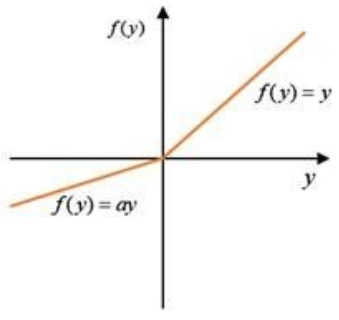 f(y)
f(y) = y
y
f(y) = ay